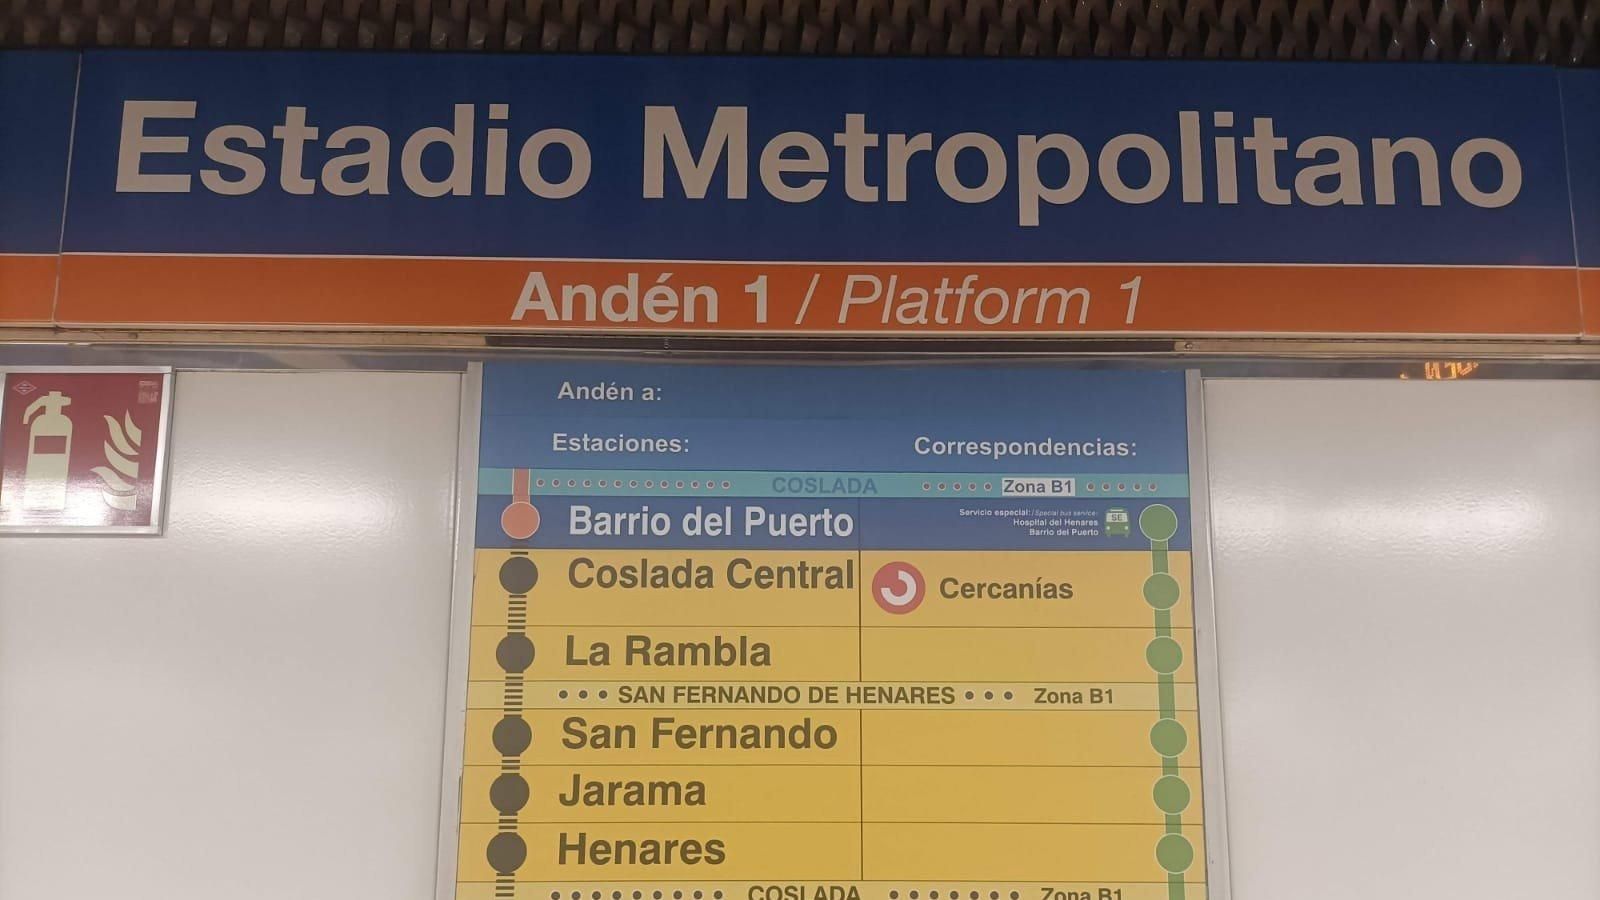 Estadio Metropolitano
Andén 1 / Platform 1
Andén a:
Estaciones: Correspondencias:
COSLADA Zona B1
Barrio del Puerto
Servicio especial: / Special bus service:
Hospital del Henares
Barrio del Puerto
SE
Coslada Central Cercanías
La Rambla
SAN FERNANDO DE HENARES Zona B1
San Fernando
Jarama
Henares
COSLADA Zona B1